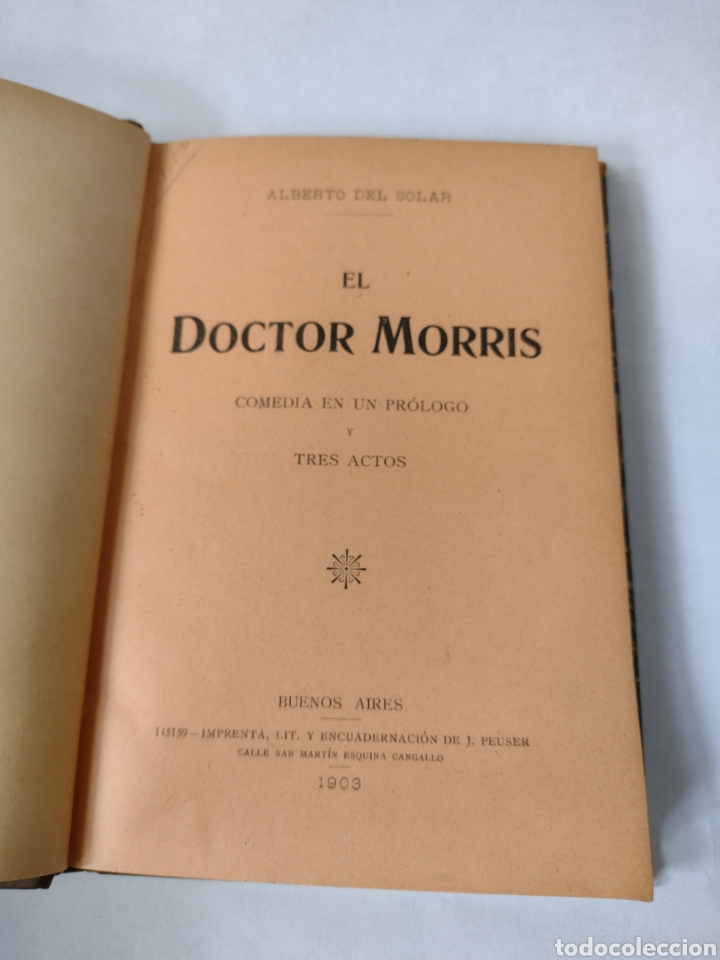 ALBERTO DEL SOLAR
EL
DOCTOR MORRIS
COMEDIA EN UN PRÓLOGO
Y
TRES ACTOS
BUENOS AIRES
148159—IMPRENTA, LIT. Y ENCUADERNACIÓN DE J. PEUSER
CALLE SAN MARTÍN ESQUINA CANGALLO
1903
todocoleccion